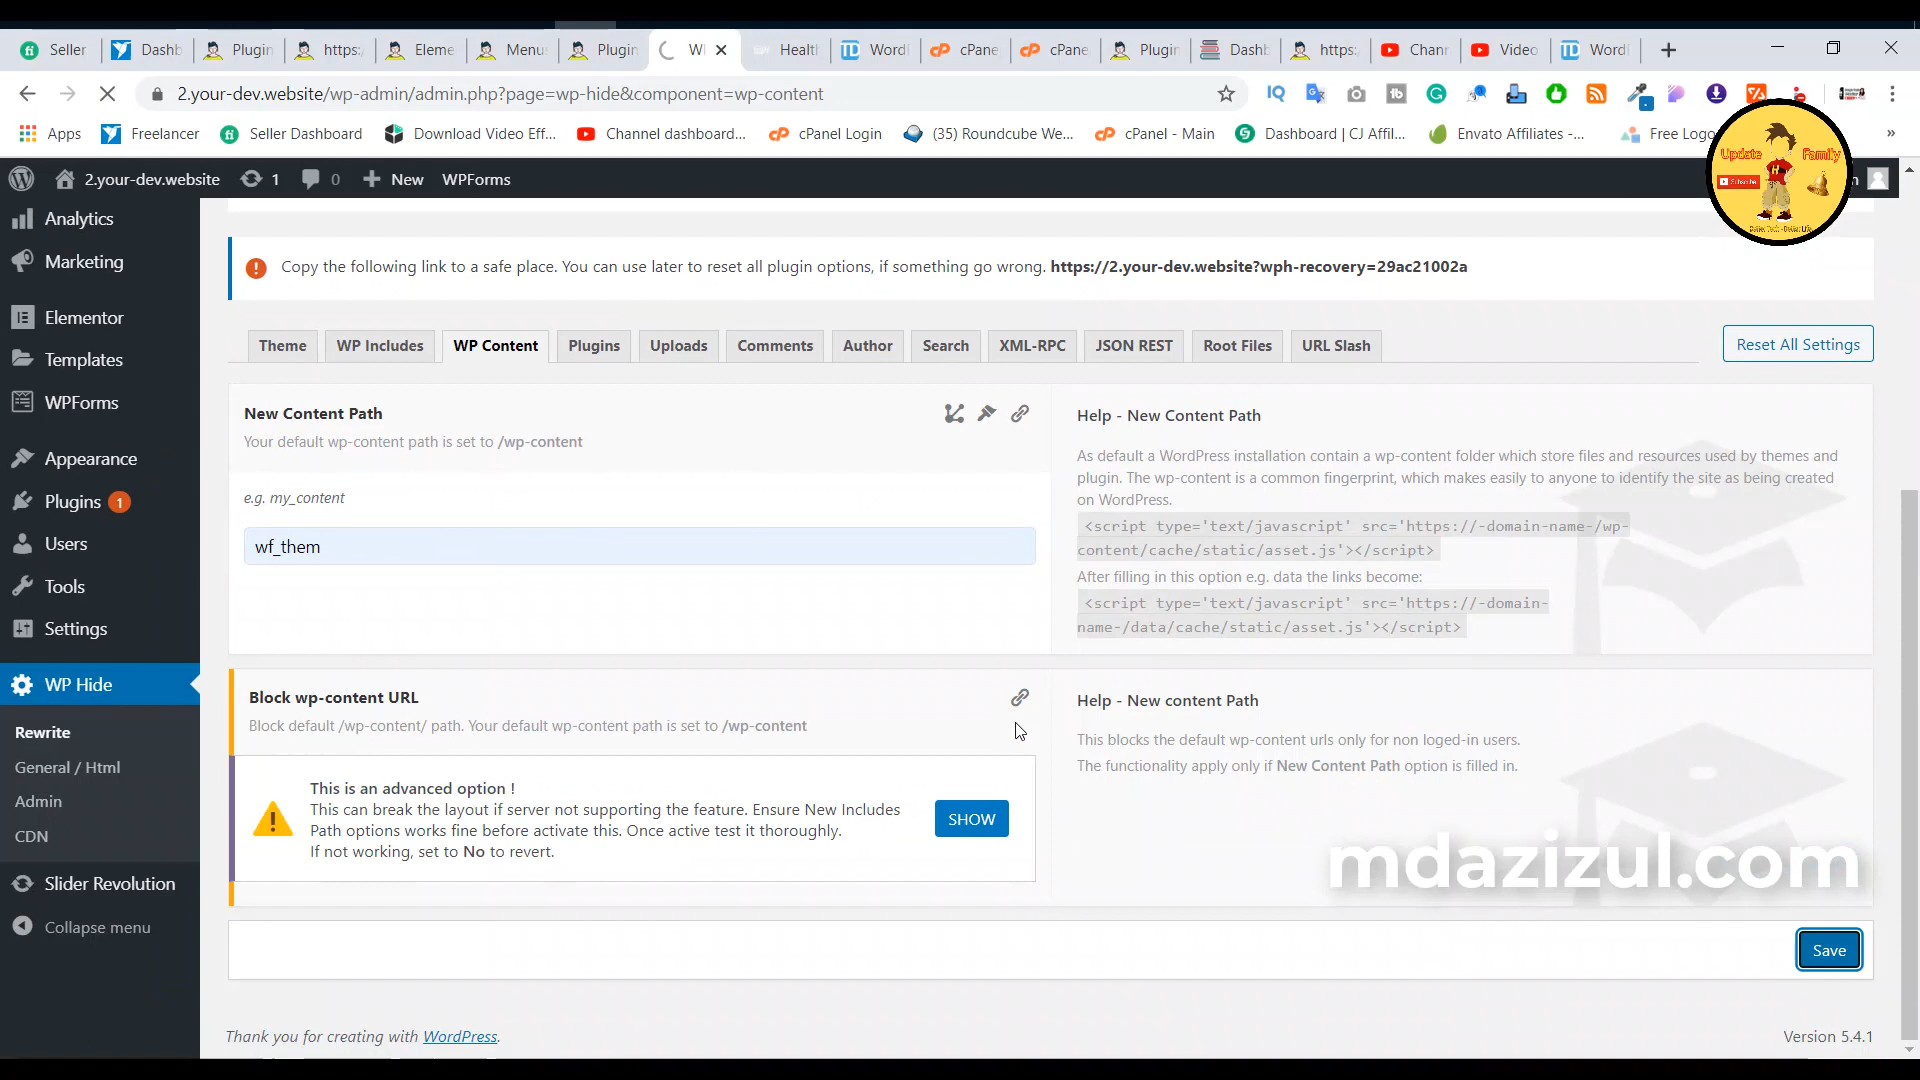 Seller
Dashb
Plugin
https:
Eleme
Menu
Plugin
W
Health
Wordl
cPane
cPane
Plugin
Dashb
https:
Chann
Video
Wordl
2.your-dev.website/wp-admin/admin.php?page=wp-hide&component=wp-content
Apps
Freelancer
Seller Dashboard
Download Video Eff...
Channel dashboard...
cPanel Login
(35) Roundcube We...
cPanel - Main
Dashboard | CJ Affil...
Envato Affiliates -...
Free Logo
»
Update Family
Subscribe
2.your-dev.website
1
0
New
WPForms
Analytics
Marketing
Elementor
Templates
WPForms
Appearance
Plugins 1
Users
Tools
Settings
WP Hide
Rewrite
General / Html
Admin
CDN
Slider Revolution
Collapse menu
Copy the following link to a safe place. You can use later to reset all plugin options, if something go wrong. https://2.your-dev.website?wph-recovery=29ac21002a
Theme
WP Includes
WP Content
Plugins
Uploads
Comments
Author
Search
XML-RPC
JSON REST
Root Files
URL Slash
Reset All Settings
New Content Path
Your default wp-content path is set to /wp-content
e.g. my_content
wf_them
Help - New Content Path
As default a WordPress installation contain a wp-content folder which store files and resources used by themes and
plugin. The wp-content is a common fingerprint, which makes easily to anyone to identify the site as being created
on WordPress.
<script type='text/javascript' src='https://-domain-name-/wp-
content/cache/static/asset.js'></script>
After filling in this option e.g. data the links become:
<script type='text/javascript' src='https://-domain-
name-/data/cache/static/asset.js'></script>
Block wp-content URL
Block default /wp-content/ path. Your default wp-content path is set to /wp-content
This is an advanced option !
This can break the layout if server not supporting the feature. Ensure New Includes
Path options works fine before activate this. Once active test it thoroughly.
If not working, set to No to revert.
SHOW
Help - New content Path
This blocks the default wp-content urls only for non loged-in users.
The functionality apply only if New Content Path option is filled in.
mdazizul.com
Save
Thank you for creating with WordPress.
Version 5.4.1